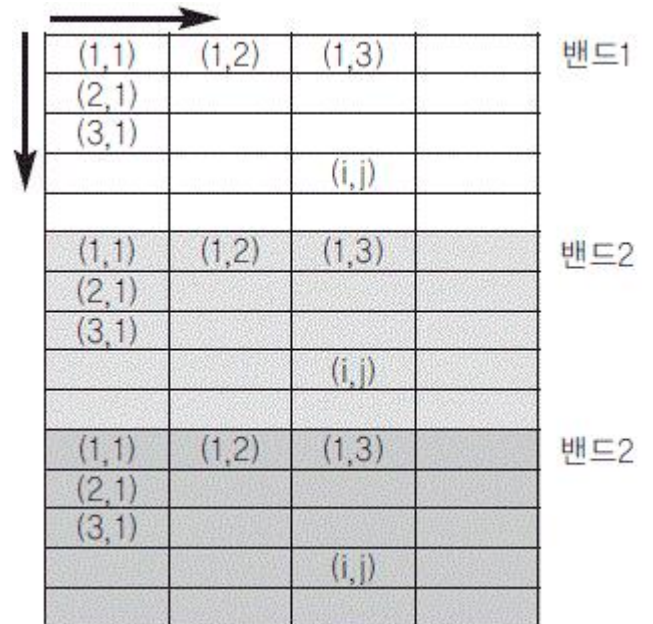 (1,1) (1,2) (1,3) 밴드1
(2,1)
(3,1)
(i,j)
(1,1) (1,2) (1,3) 밴드2
(2,1)
(3,1)
(i,j)
(1,1) (1,2) (1,3) 밴드2
(2,1)
(3,1)
(i,j)